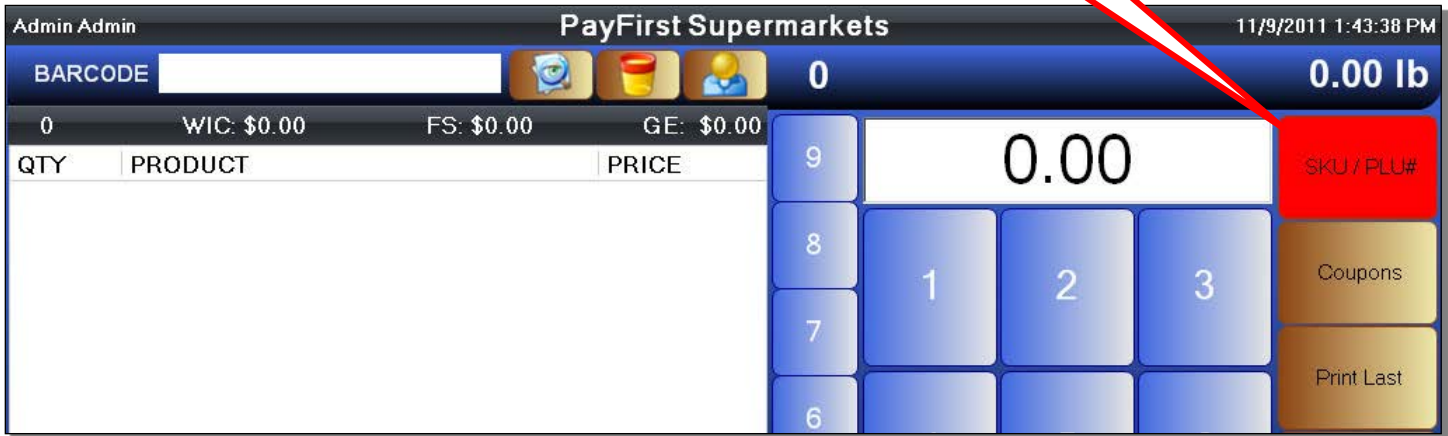 Admin Admin PayFirst Supermarkets 11/9/2011 1:43:38 PM
BARCODE 0 0.00 lb
0 WIC: $0.00 FS: $0.00 GE: $0.00
QTY PRODUCT PRICE
9
8
7
6
0.00
1 2 3
SKU / PLU#
Coupons
Print Last